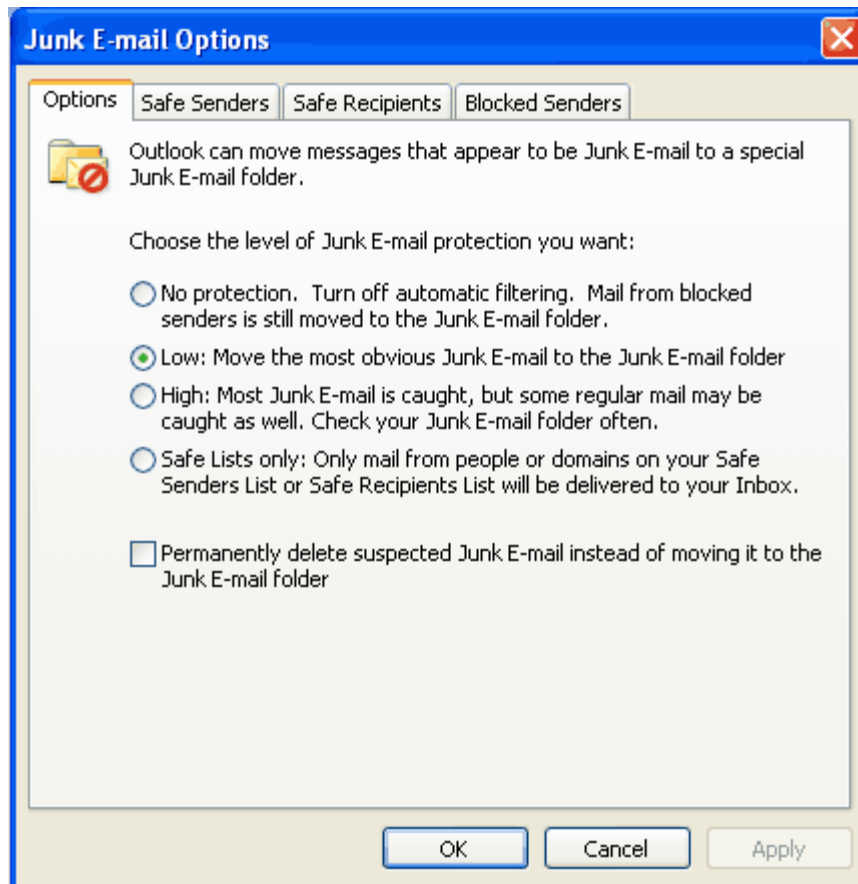 Junk E-mail Options
Options Safe Senders Safe Recipients Blocked Senders
Outlook can move messages that appear to be Junk E-mail to a special
Junk E-mail folder.
Choose the level of Junk E-mail protection you want:
No protection. Turn off automatic filtering. Mail from blocked
senders is still moved to the Junk E-mail folder.
Low: Move the most obvious Junk E-mail to the Junk E-mail folder
High: Most Junk E-mail is caught, but some regular mail may be
caught as well. Check your Junk E-mail folder often.
Safe Lists only: Only mail from people or domains on your Safe
Senders List or Safe Recipients List will be delivered to your Inbox.
Permanently delete suspected Junk E-mail instead of moving it to the
Junk E-mail folder
OK Cancel Apply